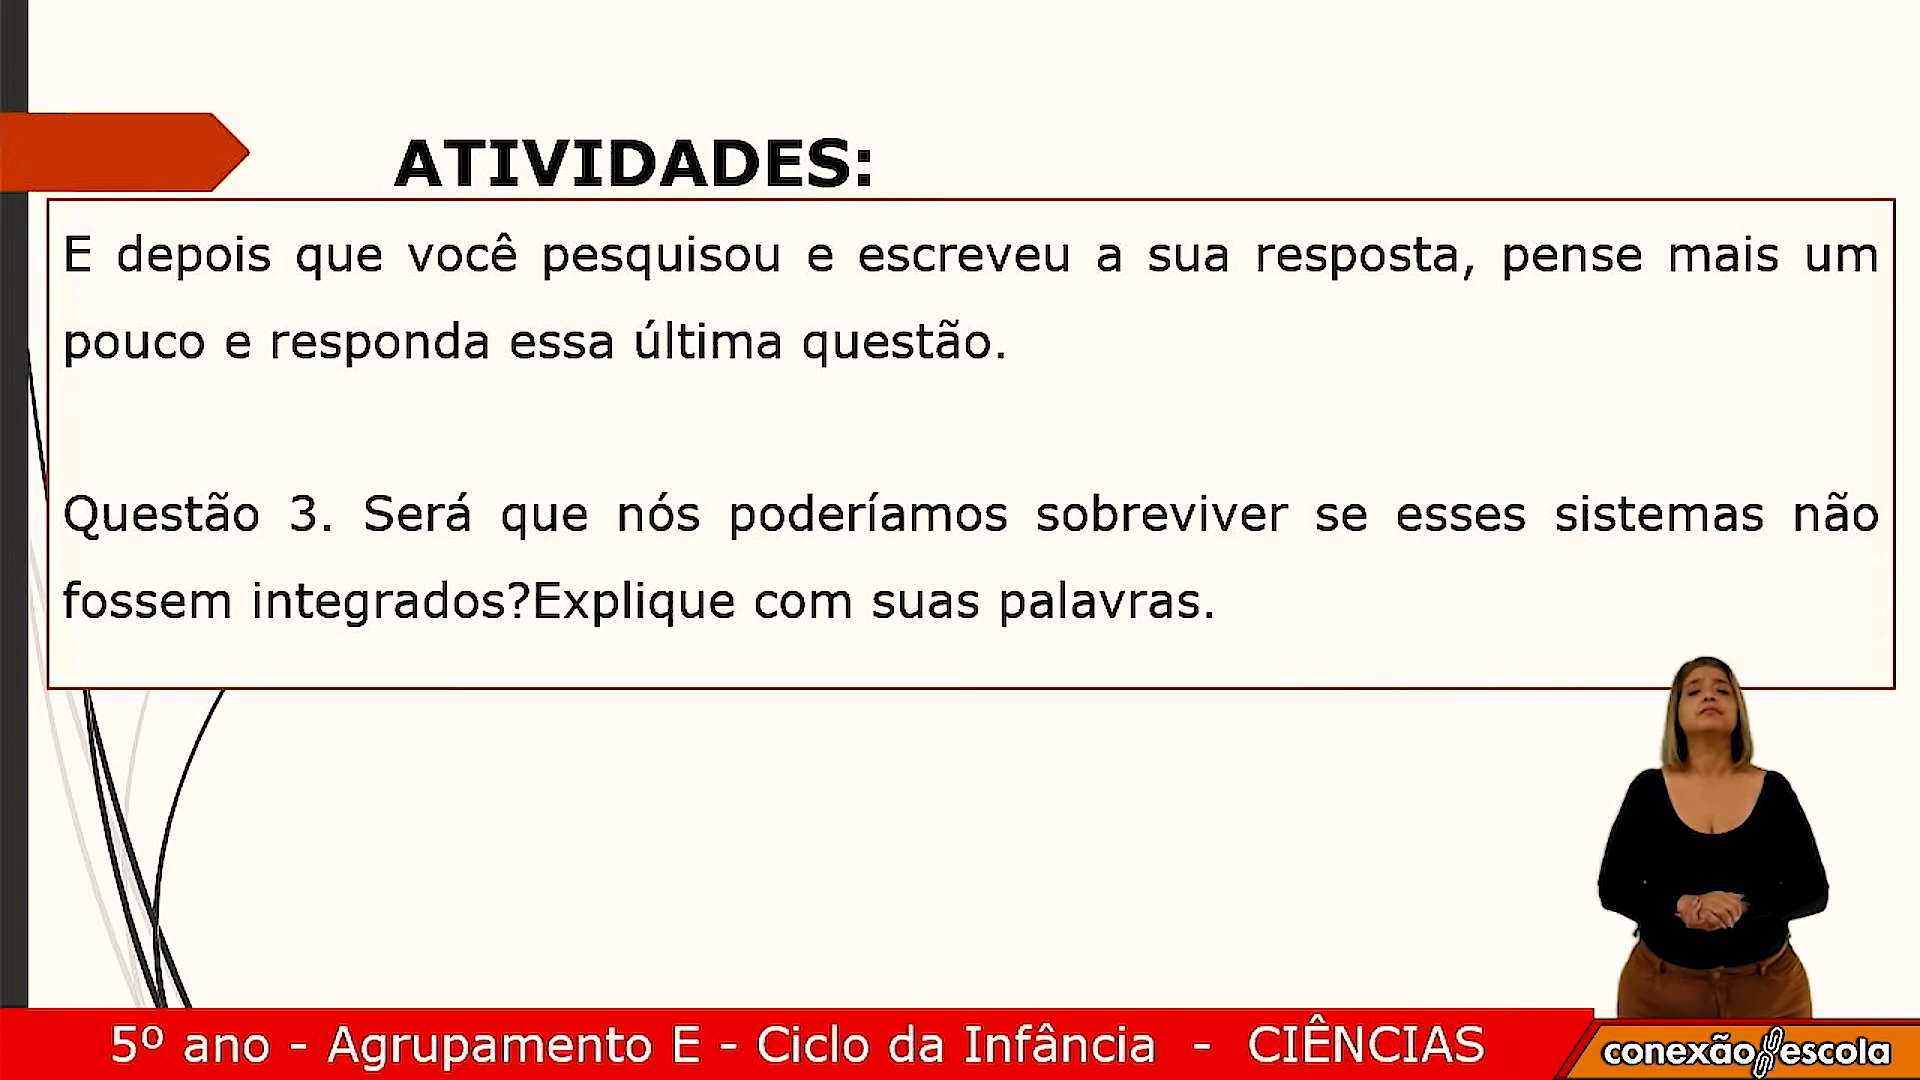 ATIVIDADES:
E depois que você pesquisou e escreveu a sua resposta, pense mais um
pouco e responda essa última questão.
Questão 3. Será que nós poderíamos sobreviver se esses sistemas não
fossem integrados?Explique com suas palavras.
5º ano - Agrupamento E - Ciclo da Infância - CIÊNCIAS
conexão escola